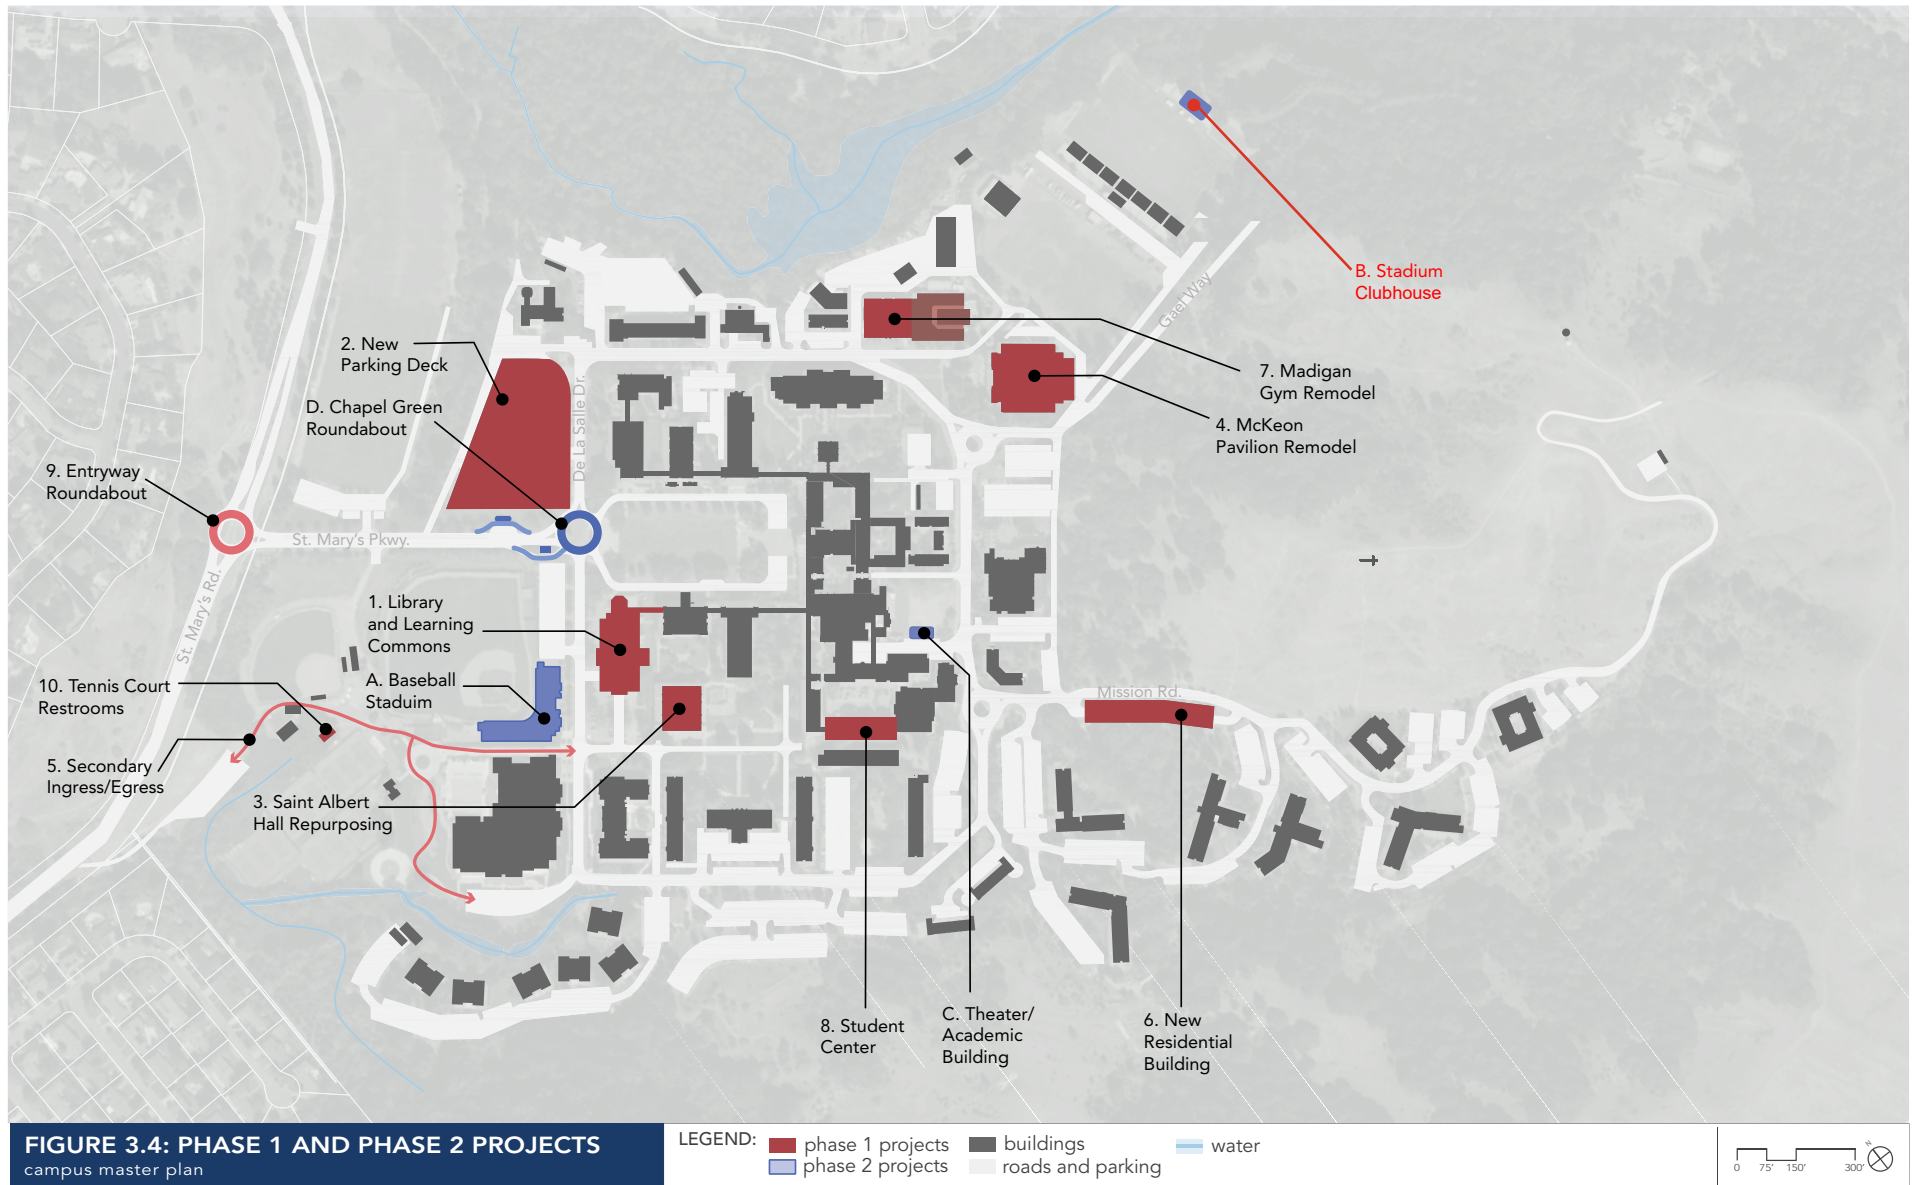 B. Stadium
Clubhouse
Gael Way
2. New
Parking Deck
7. Madigan
Gym Remodel
De La Salle Dr.
D. Chapel Green
Roundabout
4. McKeon
Pavilion Remodel
9. Entryway
Roundabout
St. Mary's Pkwy.
St. Mary's Rd.
1. Library
and Learning
Commons
10. Tennis Court
Restrooms
A. Baseball
Staduim
Mission Rd.
5. Secondary
Ingress/Egress
3. Saint Albert
Hall Repurposing
8. Student
Center
C. Theater/
Academic
Building
6. New
Residential
Building
FIGURE 3.4: PHASE 1 AND PHASE 2 PROJECTS
campus master plan
LEGEND:
phase 1 projects
phase 2 projects
buildings
roads and parking
water
0 75' 150' 300'
N